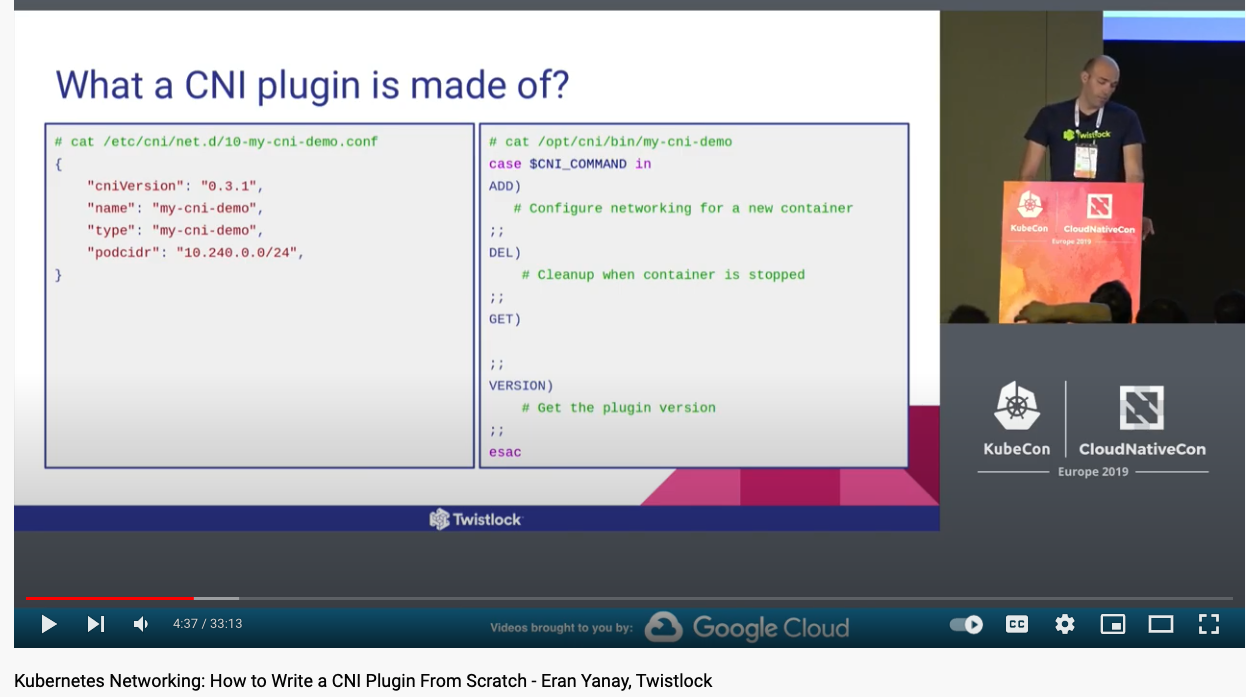 What a CNI plugin is made of?
# cat /etc/cni/net.d/10-my-cni-demo.conf
{
"cniVersion": "0.3.1",
"name": "my-cni-demo",
"type": "my-cni-demo",
"podcidr": "10.240.0.0/24",
}
# cat /opt/cni/bin/my-cni-demo
case $CNI_COMMAND in
ADD)
# Configure networking for a new container
;;
DEL)
# Cleanup when container is stopped
;;
GET)
;;
VERSION)
# Get the plugin version
;;
esac
Twistlock
Twistlock
KubeCon CloudNativeCon
Europe 2019
KubeCon CloudNativeCon
Europe 2019
4:37 / 33:13
Videos brought to you by: Google Cloud
CC
Kubernetes Networking: How to Write a CNI Plugin From Scratch - Eran Yanay, Twistlock